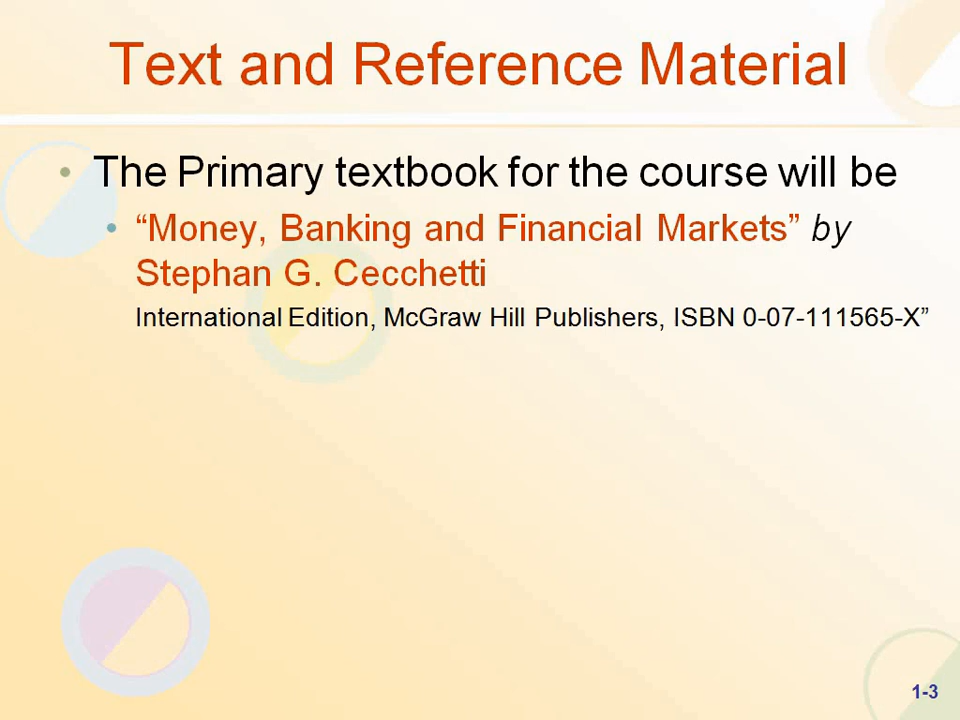 Text and Reference Material
• The Primary textbook for the course will be
• “Money, Banking and Financial Markets” by
Stephan G. Cecchetti
International Edition, McGraw Hill Publishers, ISBN 0-07-111565-X”
1-3